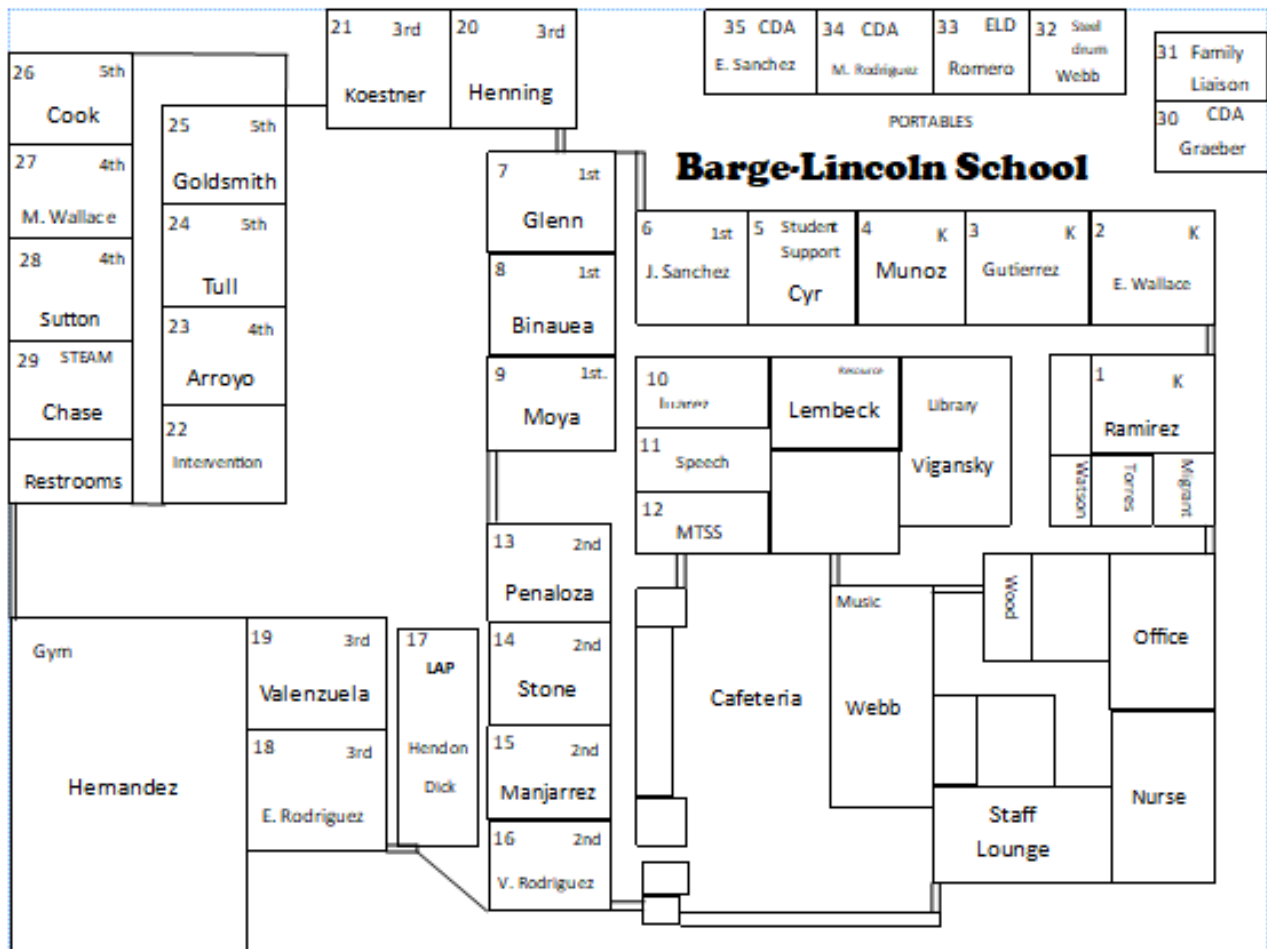 21 3rd
Koestner
20 3rd
Henning
35 CDA
E. Sanchez
34 CDA
M. Rodriguez
33 ELD
Romero
32 Steel
drum
Webb
31 Family
Liaison
30 CDA
Graeber
PORTABLES
Barge-Lincoln School
26 5th
Cook
27 4th
M. Wallace
28 4th
Sutton
29 STEAM
Chase
Restrooms
25 5th
Goldsmith
24 5th
Tull
23 4th
Arroyo
22
Intervention
7 1st
Glenn
8 1st
Binauea
9 1st.
Moya
6 1st
J. Sanchez
5 Student
Support
Cyr
4 K
Munoz
3 K
Gutierrez
2 K
E. Wallace
10
Juarez
11
Speech
12
MTSS
Resource
Lembeck
Library
Vigansky
1 K
Ramirez
Watson
Torres
Migrant
13 2nd
Penaloza
14 2nd
Stone
15 2nd
Manjarrez
16 2nd
V. Rodriguez
Gym
Hernandez
19 3rd
Valenzuela
18 3rd
E. Rodriguez
17
LAP
Hendon
Dick
Cafeteria
Music
Webb
Wood
Office
Nurse
Staff
Lounge